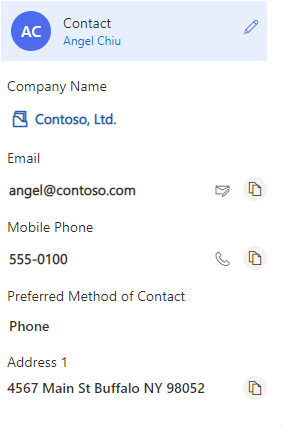 AC
Contact
Angel Chiu
Company Name
Contoso, Ltd.
Email
angel@contoso.com
Mobile Phone
555-0100
Preferred Method of Contact
Phone
Address 1
4567 Main St Buffalo NY 98052